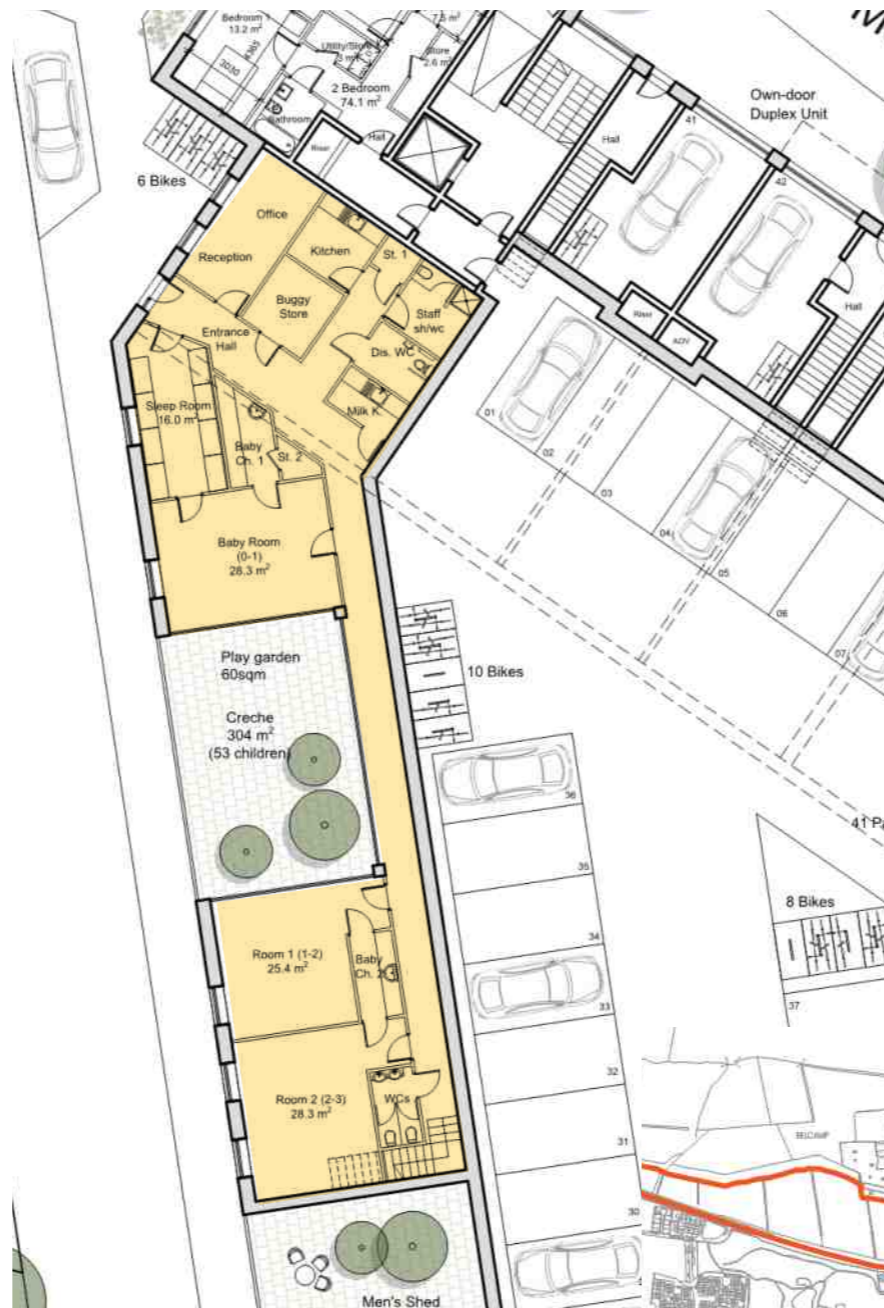 Bedroom 1
13.2 m²
Utility/Store
Store
2.6 m²
2 Bedroom
74.1 m²
Bathroom
Hall
Riser
6 Bikes
Own-door
Duplex Unit
41
42
Hall
Hall
Riser
AOV
Office
Reception
Kitchen
St. 1
Buggy
Store
Staff
sh/wc
Entrance
Hall
Dis. WC
Milk K.
Sleep Room
16.0 m²
Baby
Ch. 1
St. 2
Baby Room
(0-1)
28.3 m²
01
02
03
04
05
06
07
Play garden
60sqm
Creche
304 m²
(53 children)
10 Bikes
36
35
34
33
32
31
30
41 Pa
8 Bikes
37
Room 1 (1-2)
25.4 m²
Baby
Ch. 2
Room 2 (2-3)
28.3 m²
WCs
BELCAMP
Men's Shed